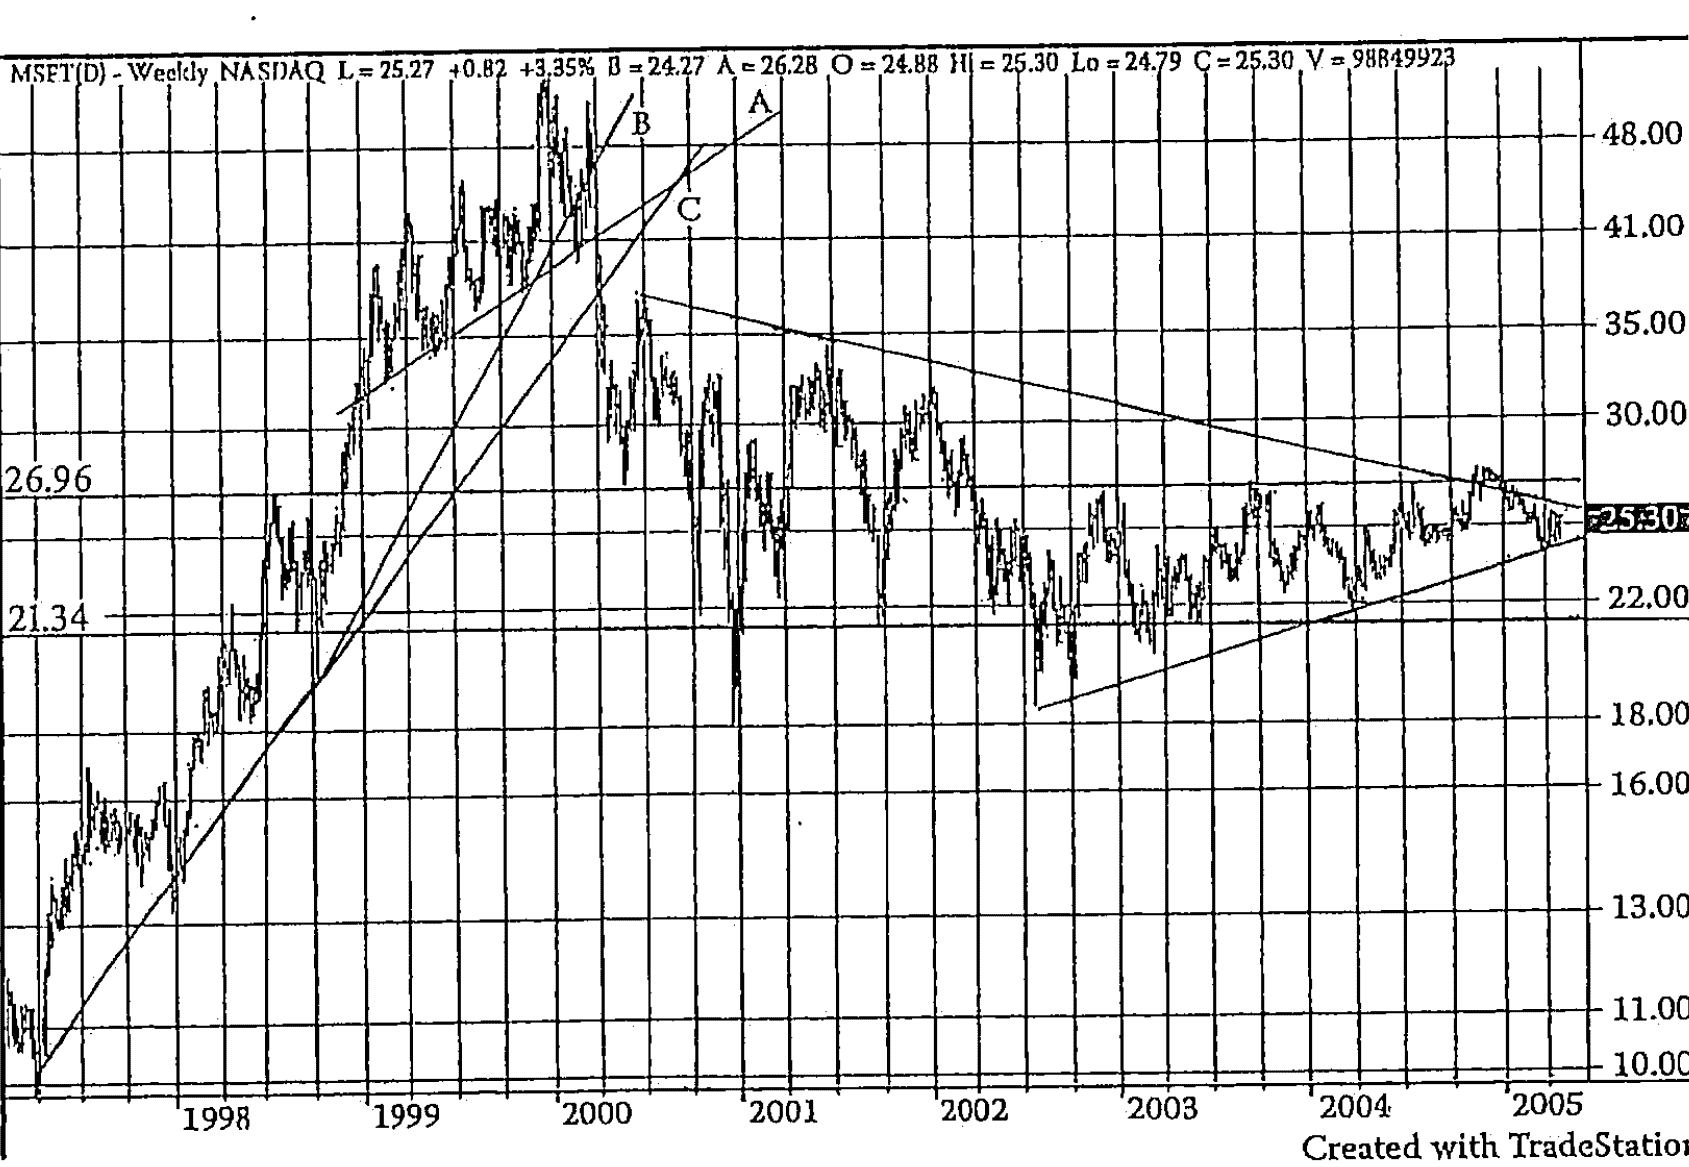 MSFT(D) - Weekly NASDAQ L = 25.27 +0.82 +3.35% B = 24.27 A = 26.28 O = 24.88 Hi = 25.30 Lo = 24.79 C = 25.30 V = 98849923
A
B
48.00
C
41.00
35.00
30.00
26.96
25.30
21.34
22.00
18.00
16.00
13.00
11.00
10.00
1998 1999 2000 2001 2002 2003 2004 2005
Created with TradeStation